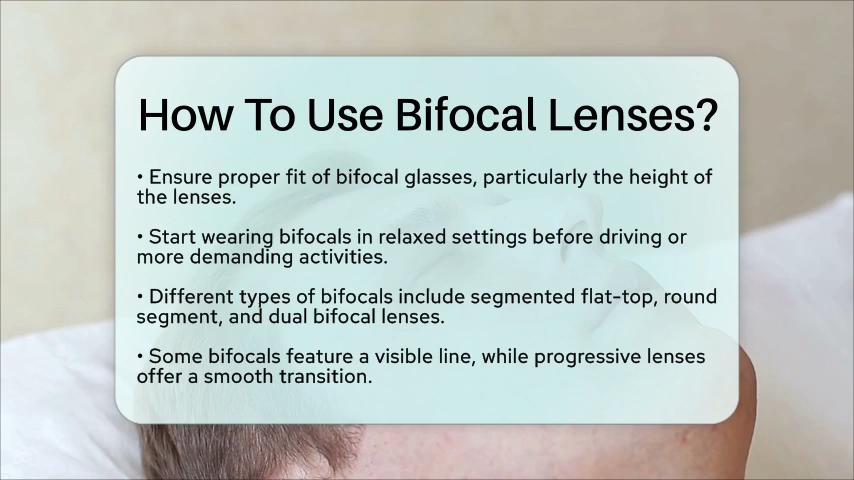 How To Use Bifocal Lenses?
• Ensure proper fit of bifocal glasses, particularly the height of
the lenses.
• Start wearing bifocals in relaxed settings before driving or
more demanding activities.
• Different types of bifocals include segmented flat-top, round
segment, and dual bifocal lenses.
• Some bifocals feature a visible line, while progressive lenses
offer a smooth transition.